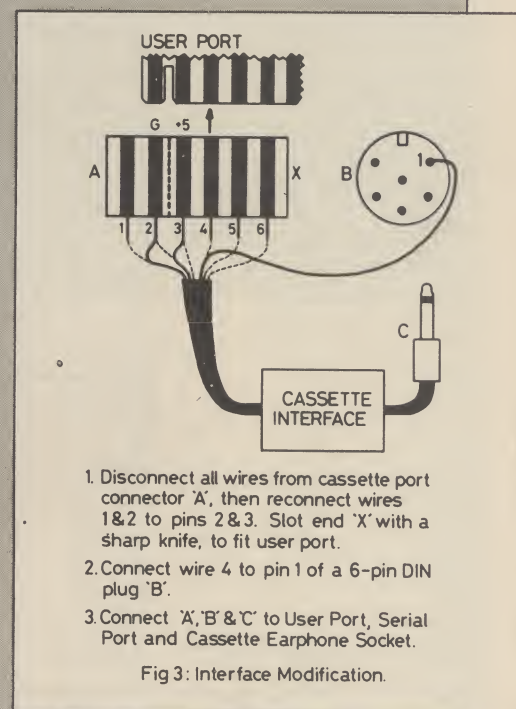 USER PORT
G +5
A X B 1
1 2 3 4 5 6
C
CASSETTE
INTERFACE
1. Disconnect all wires from cassette port
connector 'A', then reconnect wires
1&2 to pins 2&3. Slot end 'X' with a
sharp knife, to fit user port.
2. Connect wire 4 to pin 1 of a 6-pin DIN
plug 'B'.
3. Connect 'A', 'B' & 'C' to User Port, Serial
Port and Cassette Earphone Socket.
Fig 3: Interface Modification.